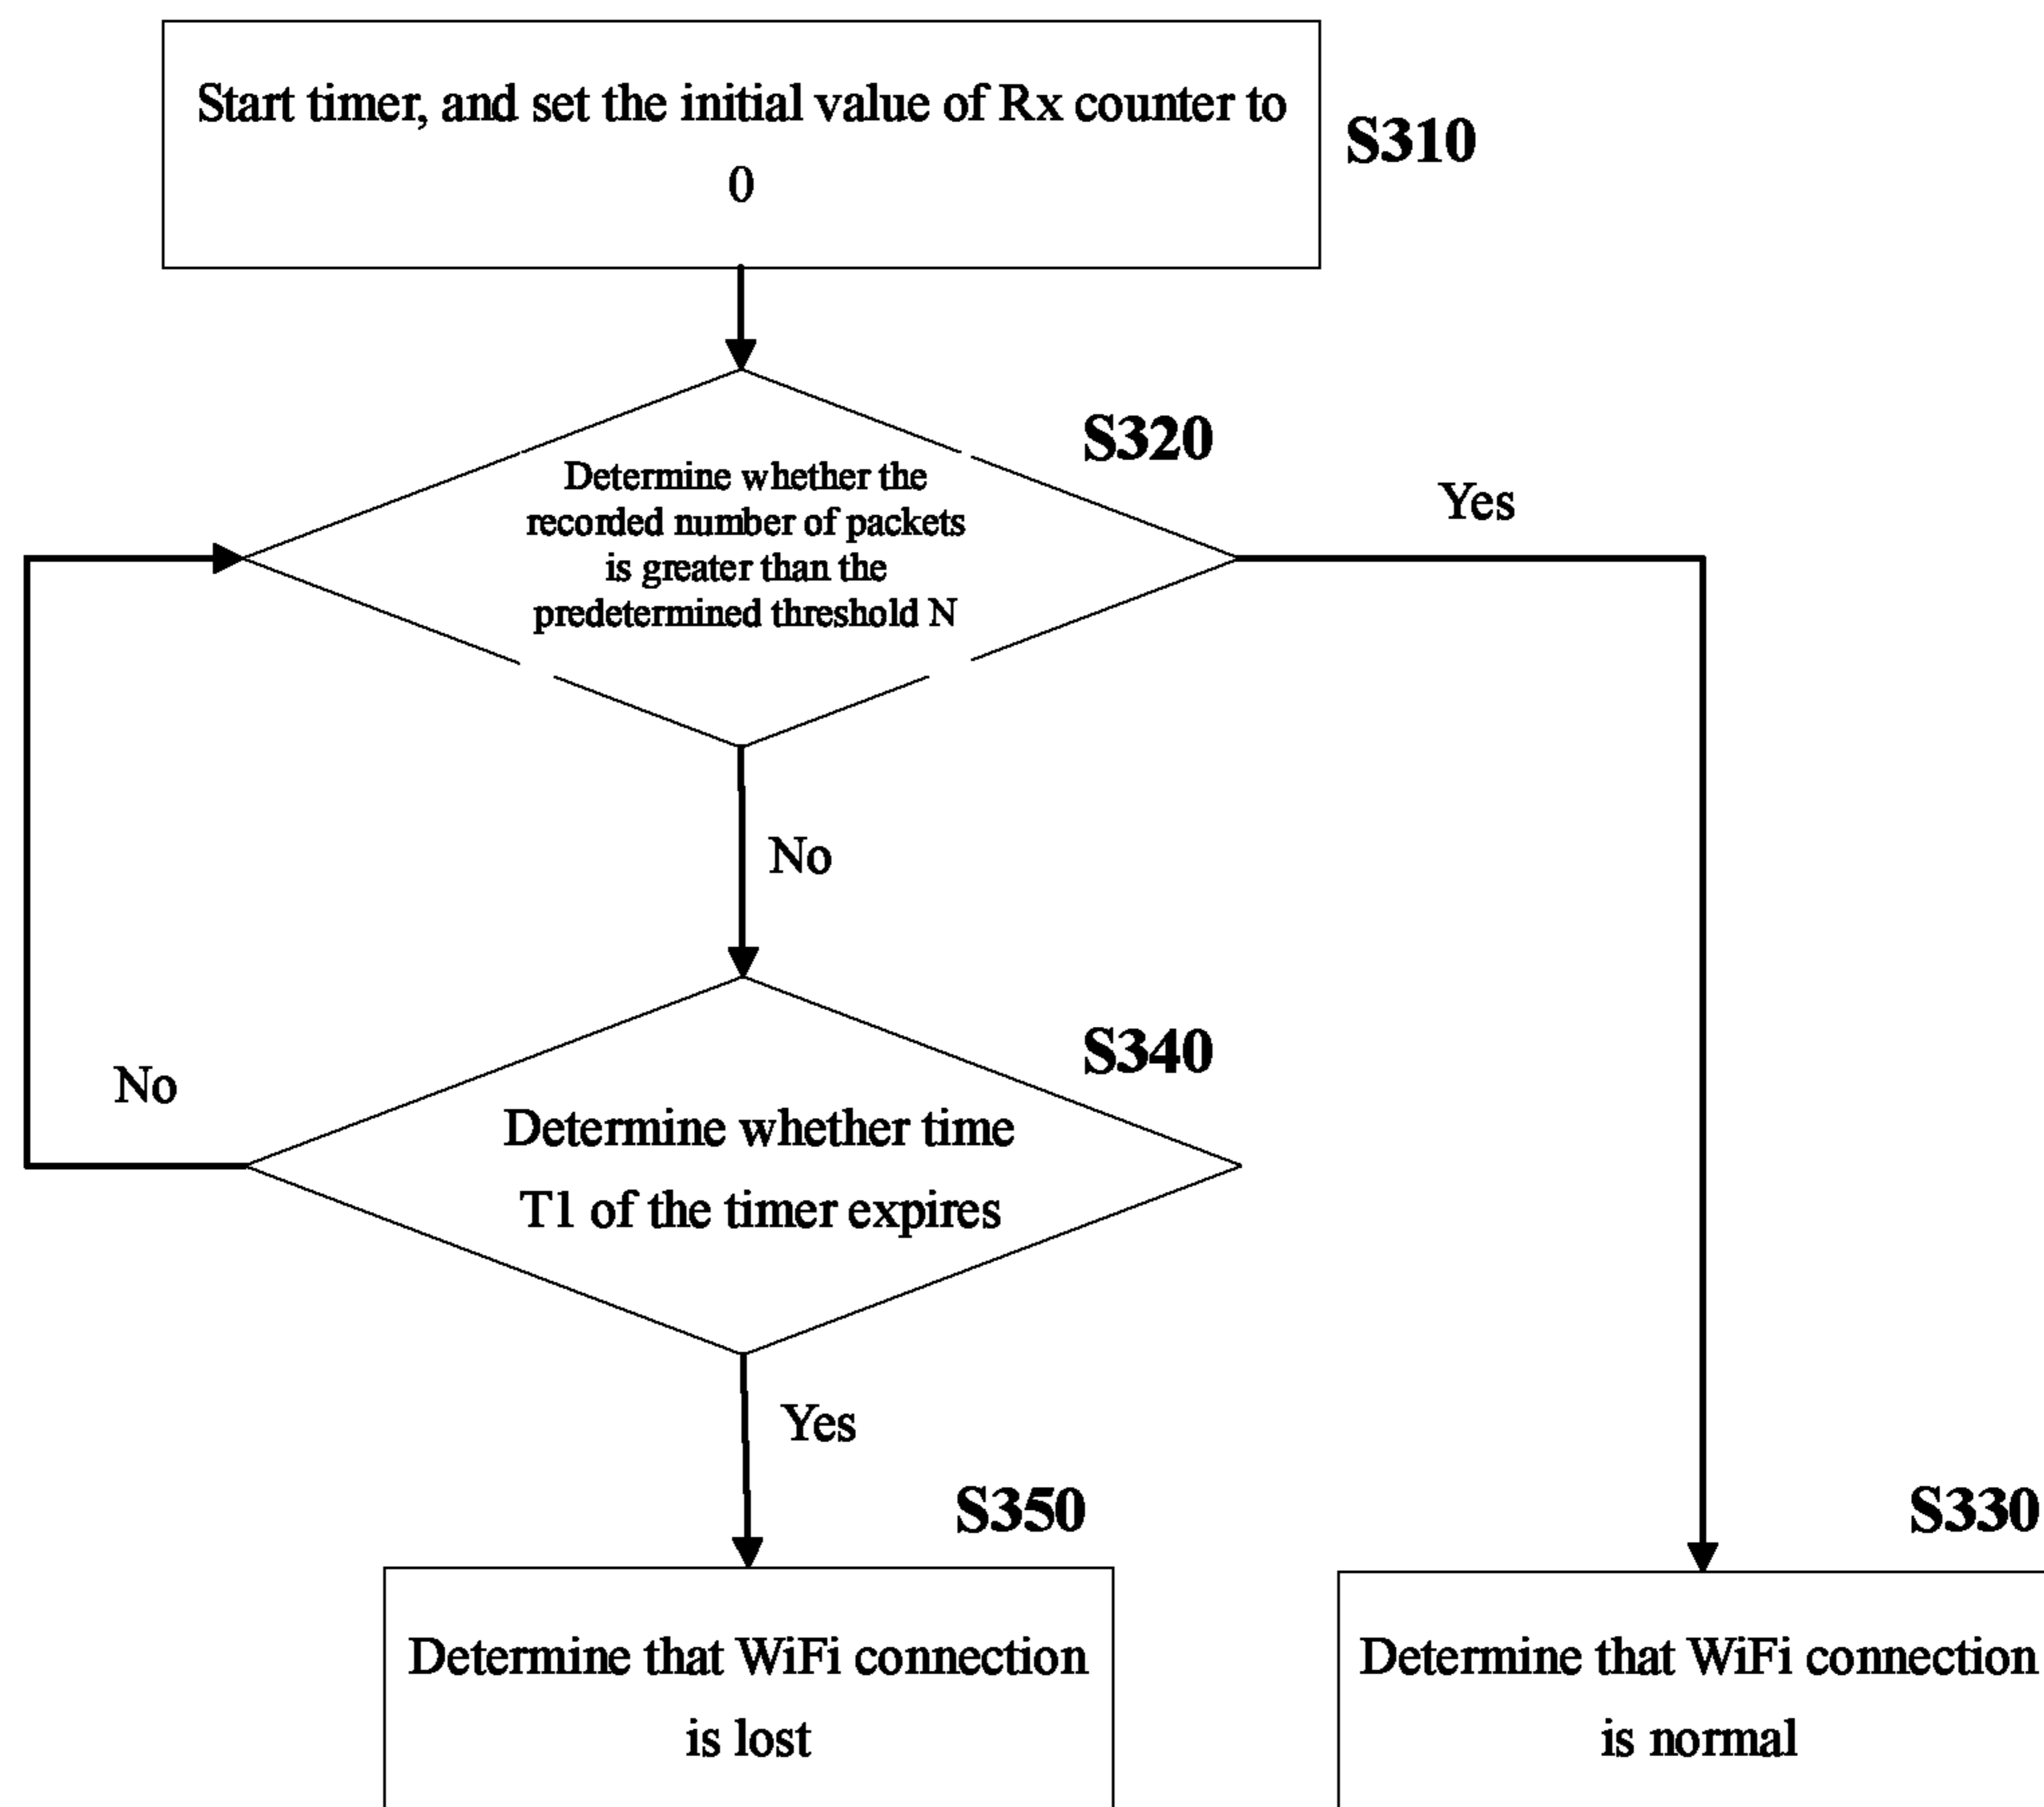 Start timer, and set the initial value of Rx counter to
0
S310
S320
Determine whether the
recorded number of packets
is greater than the
predetermined threshold N
Yes
No
S340
No
Determine whether time
T1 of the timer expires
Yes
S350
S330
Determine that WiFi connection
is lost
Determine that WiFi connection
is normal